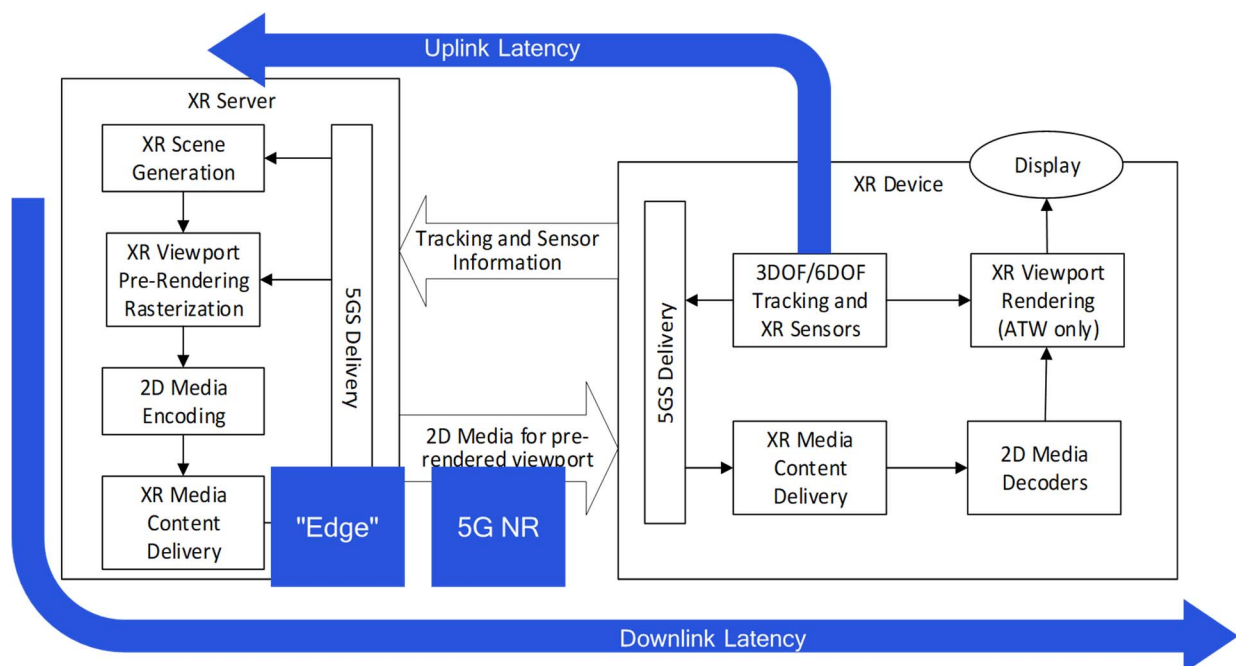 Uplink Latency
XR Server
XR Scene
Generation
XR Viewport
Pre-Rendering
Rasterization
2D Media
Encoding
XR Media
Content
Delivery
5GS Delivery
"Edge"
Tracking and Sensor
Information
2D Media for pre-
rendered viewport
5G NR
Display
XR Device
5GS Delivery
3DOF/6DOF
Tracking and
XR Sensors
XR Viewport
Rendering
(ATW only)
XR Media
Content
Delivery
2D Media
Decoders
Downlink Latency